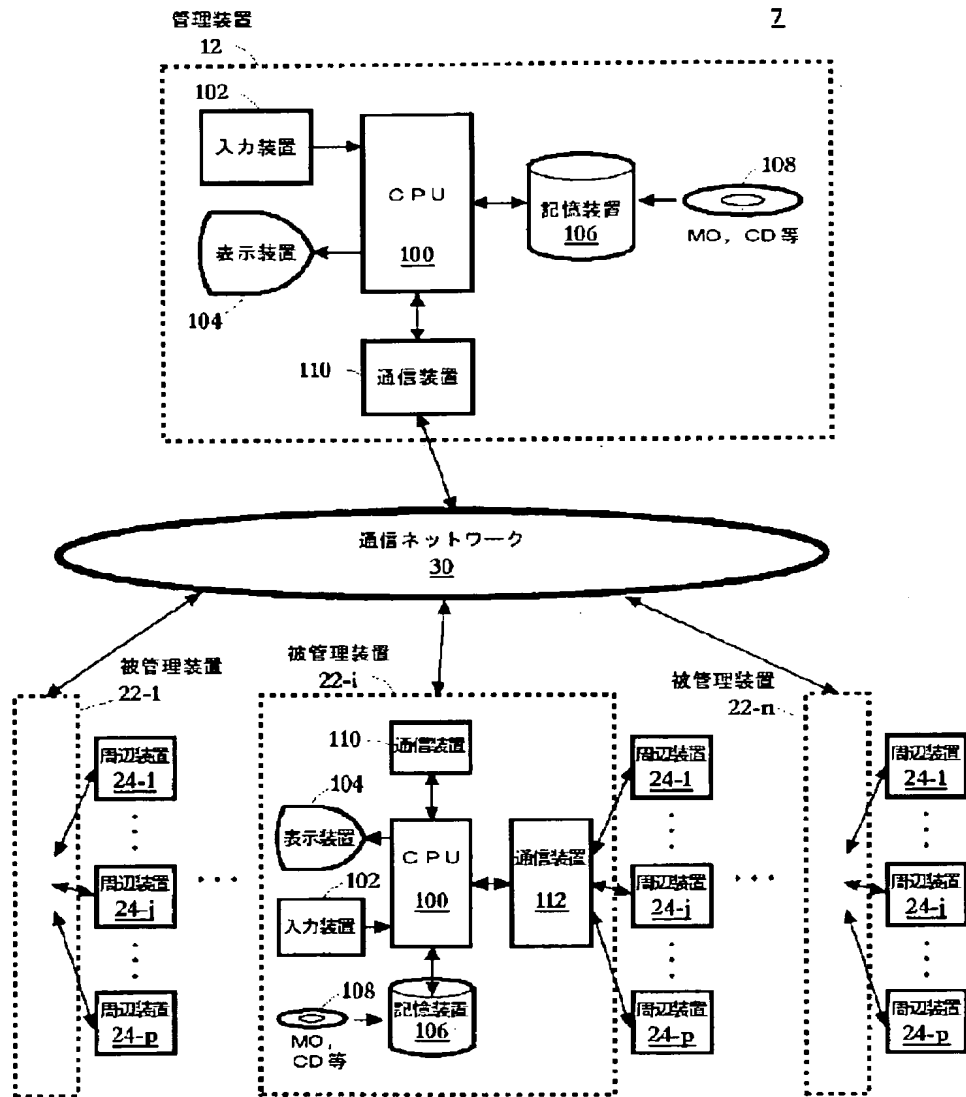 管理装置
12
7
102
入力装置
CPU
100
表示装置
104
記憶装置
106
108
MO, CD等
110
通信装置
通信ネットワーク
30
被管理装置
22-1
周辺装置
24-1
周辺装置
24-j
周辺装置
24-p
被管理装置
22-i
110
通信装置
104
表示装置
CPU
100
通信装置
112
102
入力装置
108
MO,
CD等
記憶装置
106
周辺装置
24-1
周辺装置
24-j
周辺装置
24-p
被管理装置
22-n
周辺装置
24-1
周辺装置
24-j
周辺装置
24-p